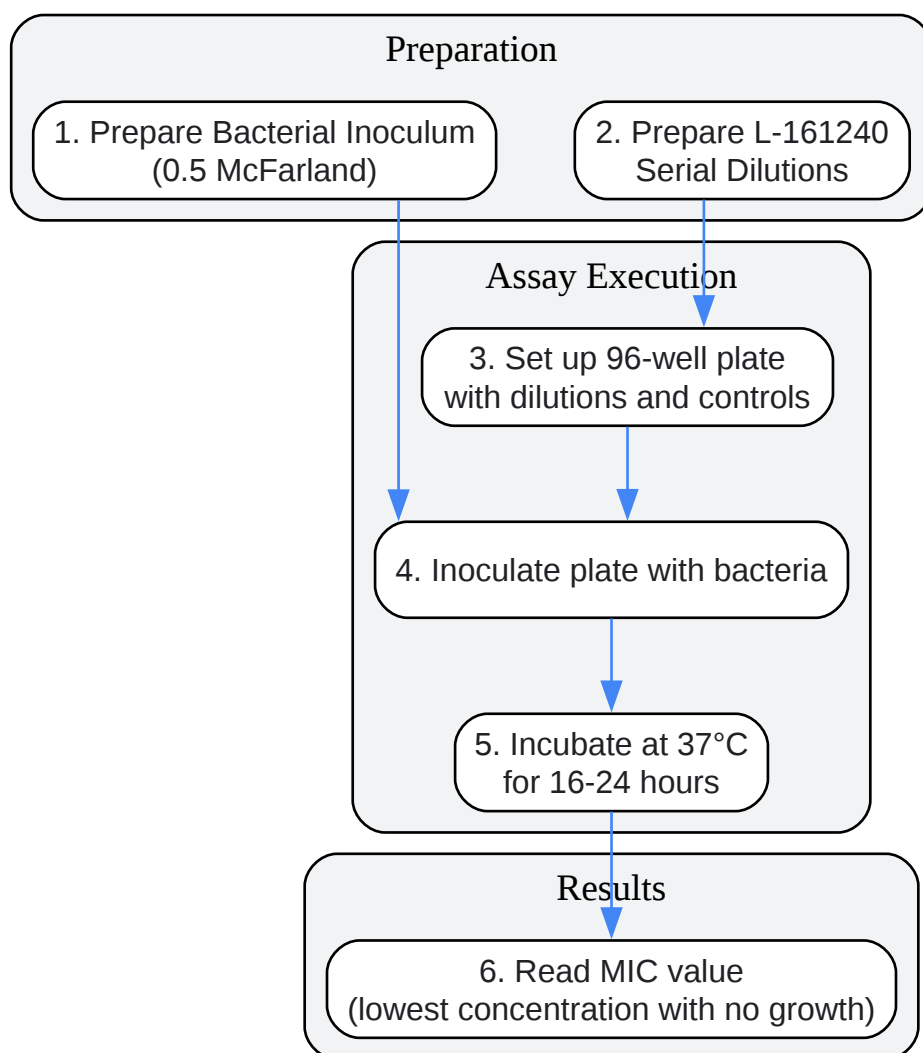 Preparation
1. Prepare Bacterial Inoculum
(0.5 McFarland)
2. Prepare L-161240
Serial Dilutions
Assay Execution
3. Set up 96-well plate
with dilutions and controls
4. Inoculate plate with bacteria
5. Incubate at 37°C
for 16-24 hours
Results
6. Read MIC value
(lowest concentration with no growth)